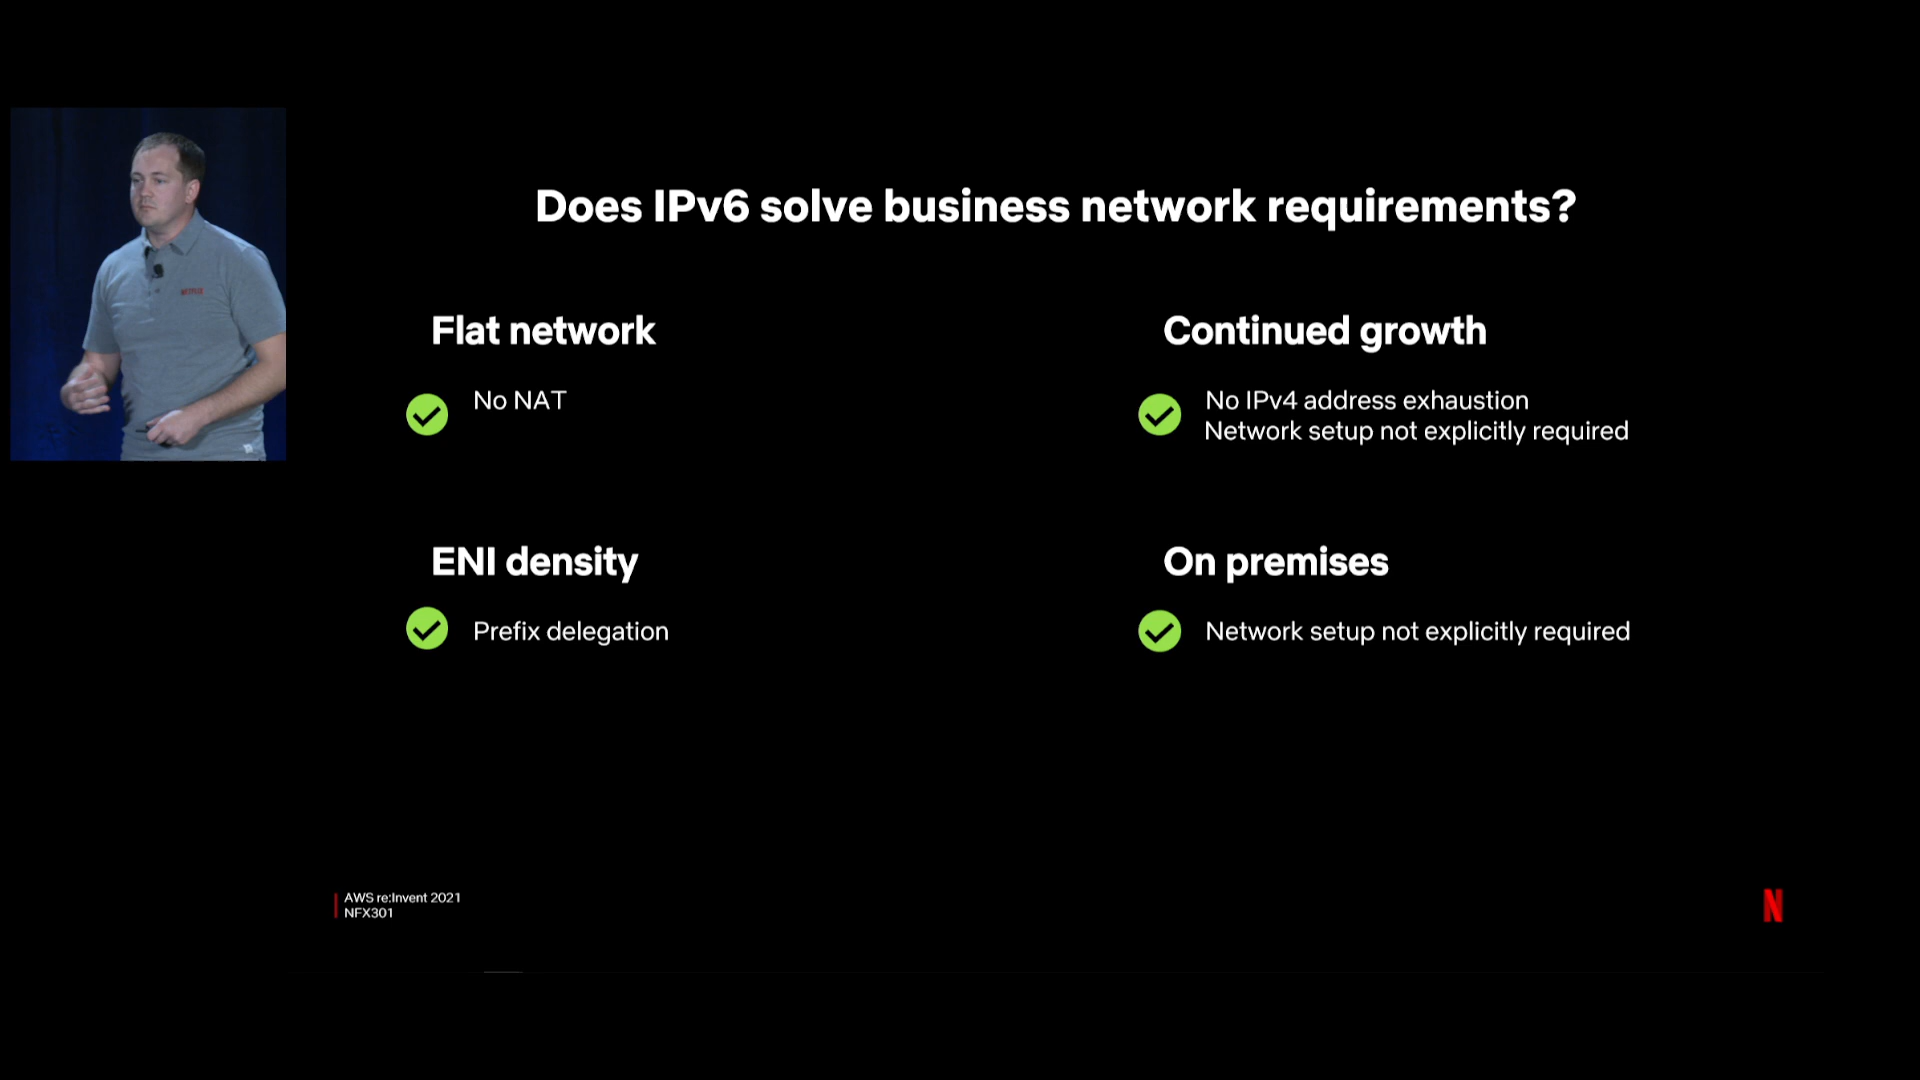 Does IPv6 solve business network requirements?
Flat network
No NAT
Continued growth
No IPv4 address exhaustion
Network setup not explicitly required
ENI density
Prefix delegation
On premises
Network setup not explicitly required
AWS re:Invent 2021
NFX301
N